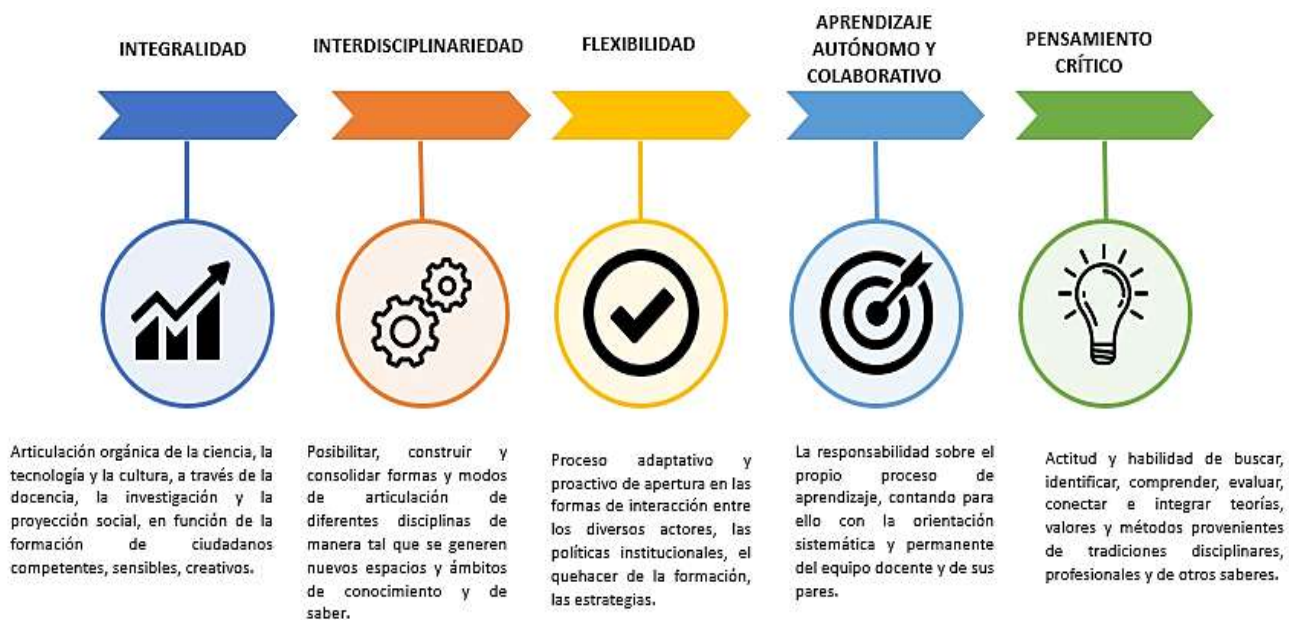 INTEGRALIDAD
INTERDISCIPLINARIEDAD
FLEXIBILIDAD
APRENDIZAJE
AUTÓNOMO Y
COLABORATIVO
PENSAMIENTO
CRÍTICO
Articulación orgánica de la ciencia, la
tecnología y la cultura, a través de la
docencia, la investigación y la
proyección social, en función de la
formación de ciudadanos
competentes, sensibles, creativos.
Posibilitar, construir y
consolidar formas y modos
de articulación de
diferentes disciplinas de
manera tal que se generen
nuevos espacios y ámbitos
de conocimiento y de
saber.
Proceso adaptativo y
proactivo de apertura en las
formas de interacción entre
los diversos actores, las
políticas institucionales, el
quehacer de la formación,
las estrategias.
La responsabilidad sobre el
propio proceso de
aprendizaje, contando para
ello con la orientación
sistemática y permanente
del equipo docente y de sus
pares.
Actitud y habilidad de buscar,
identificar, comprender, evaluar,
conectar e integrar teorías,
valores y métodos provenientes
de tradiciones disciplinares,
profesionales y de otros saberes.